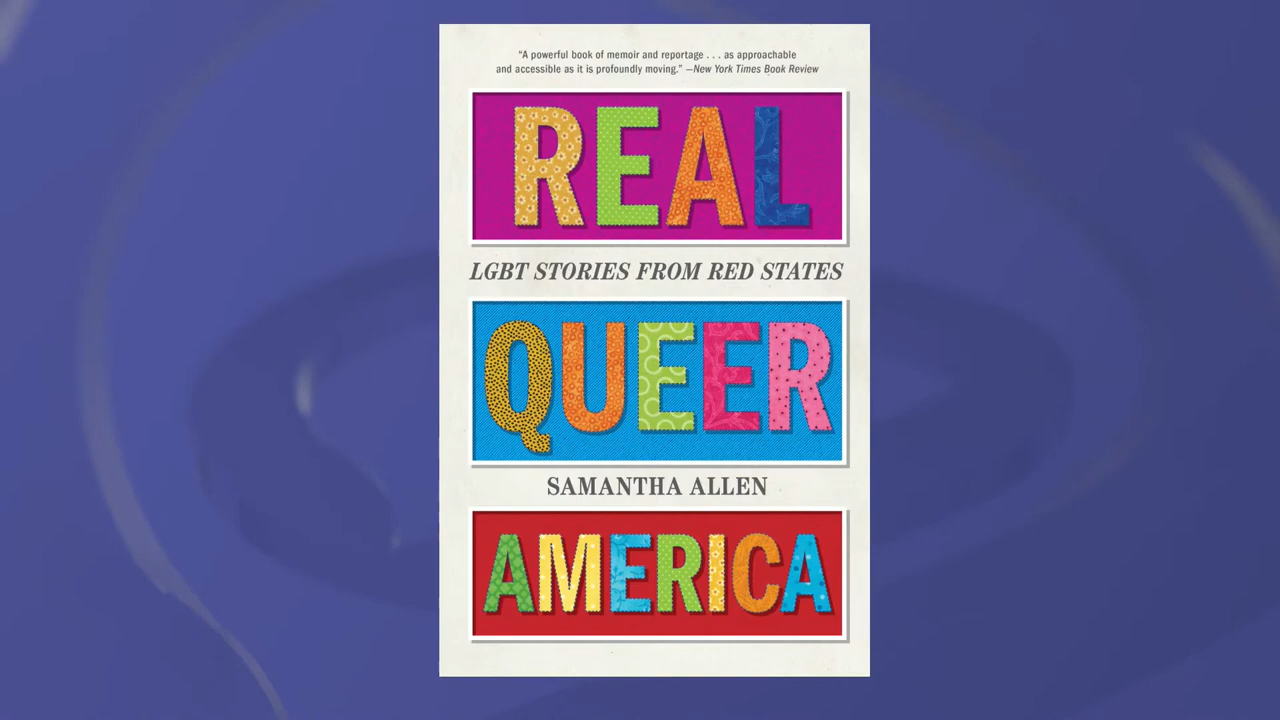 “A powerful book of memoir and reportage . . . as approachable
and accessible as it is profoundly moving.” —New York Times Book Review
REAL
LGBT STORIES FROM RED STATES
QUEER
SAMANTHA ALLEN
AMERICA